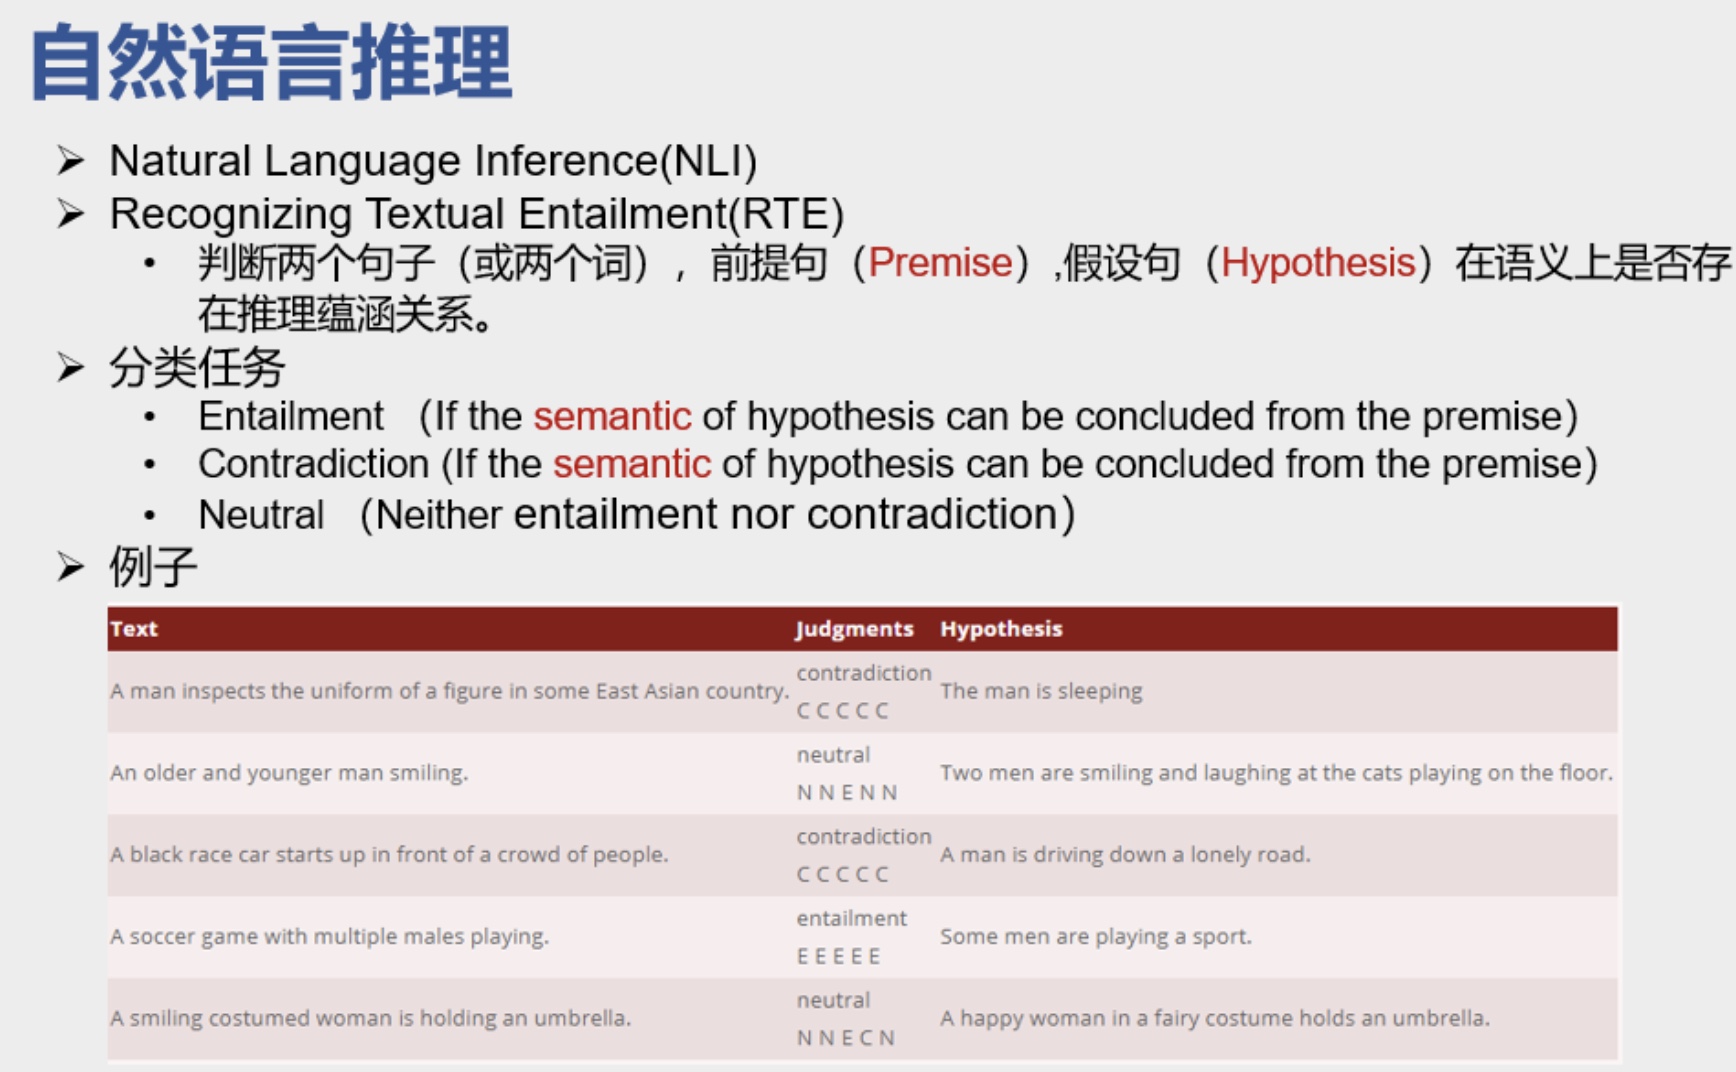 自然语言推理
➢ Natural Language Inference(NLI)
➢ Recognizing Textual Entailment(RTE)
• 判断两个句子（或两个词），前提句（Premise）,假设句（Hypothesis）在语义上是否存
在推理蕴涵关系。
➢ 分类任务
• Entailment （If the semantic of hypothesis can be concluded from the premise）
• Contradiction (If the semantic of hypothesis can be concluded from the premise）
• Neutral （Neither entailment nor contradiction）
➢ 例子
Text Judgments Hypothesis
A man inspects the uniform of a figure in some East Asian country. contradiction C C C C C The man is sleeping
An older and younger man smiling. neutral N N E N N Two men are smiling and laughing at the cats playing on the floor.
A black race car starts up in front of a crowd of people. contradiction C C C C C A man is driving down a lonely road.
A soccer game with multiple males playing. entailment E E E E E Some men are playing a sport.
A smiling costumed woman is holding an umbrella. neutral N N E C N A happy woman in a fairy costume holds an umbrella.